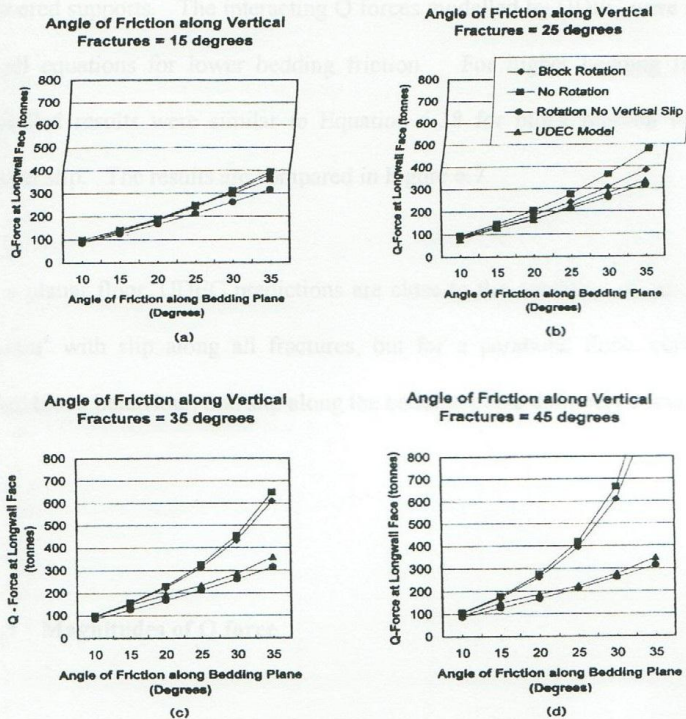 Angle of Friction along Vertical
Fractures = 15 degrees
800
700
600
500
400
300
200
100
0
Q-Force at Longwall Face (tonnes)
10 15 20 25 30 35
Angle of Friction along Bedding Plane
(Degrees)
(a)
Angle of Friction along Vertical
Fractures = 25 degrees
Block Rotation
No Rotation
Rotation No Vertical Slip
UDEC Model
800
700
600
500
400
300
200
100
0
Q-Force at Longwall Face (tonnes)
10 15 20 25 30 35
Angle of Friction along Bedding Plane
(Degrees)
(b)
Angle of Friction along Vertical
Fractures = 35 degrees
800
700
600
500
400
300
200
100
0
Q - Force at Longwall Face
(tonnes)
10 15 20 25 30 35
Angle of Friction along Bedding Plane
(Degrees)
(c)
Angle of Friction along Vertical
Fractures = 45 degrees
800
700
600
500
400
300
200
100
0
Q-Force at Longwall Face (tonnes)
10 15 20 25 30 35
Angle of Friction along Bedding Plane
(Degrees)
(d)